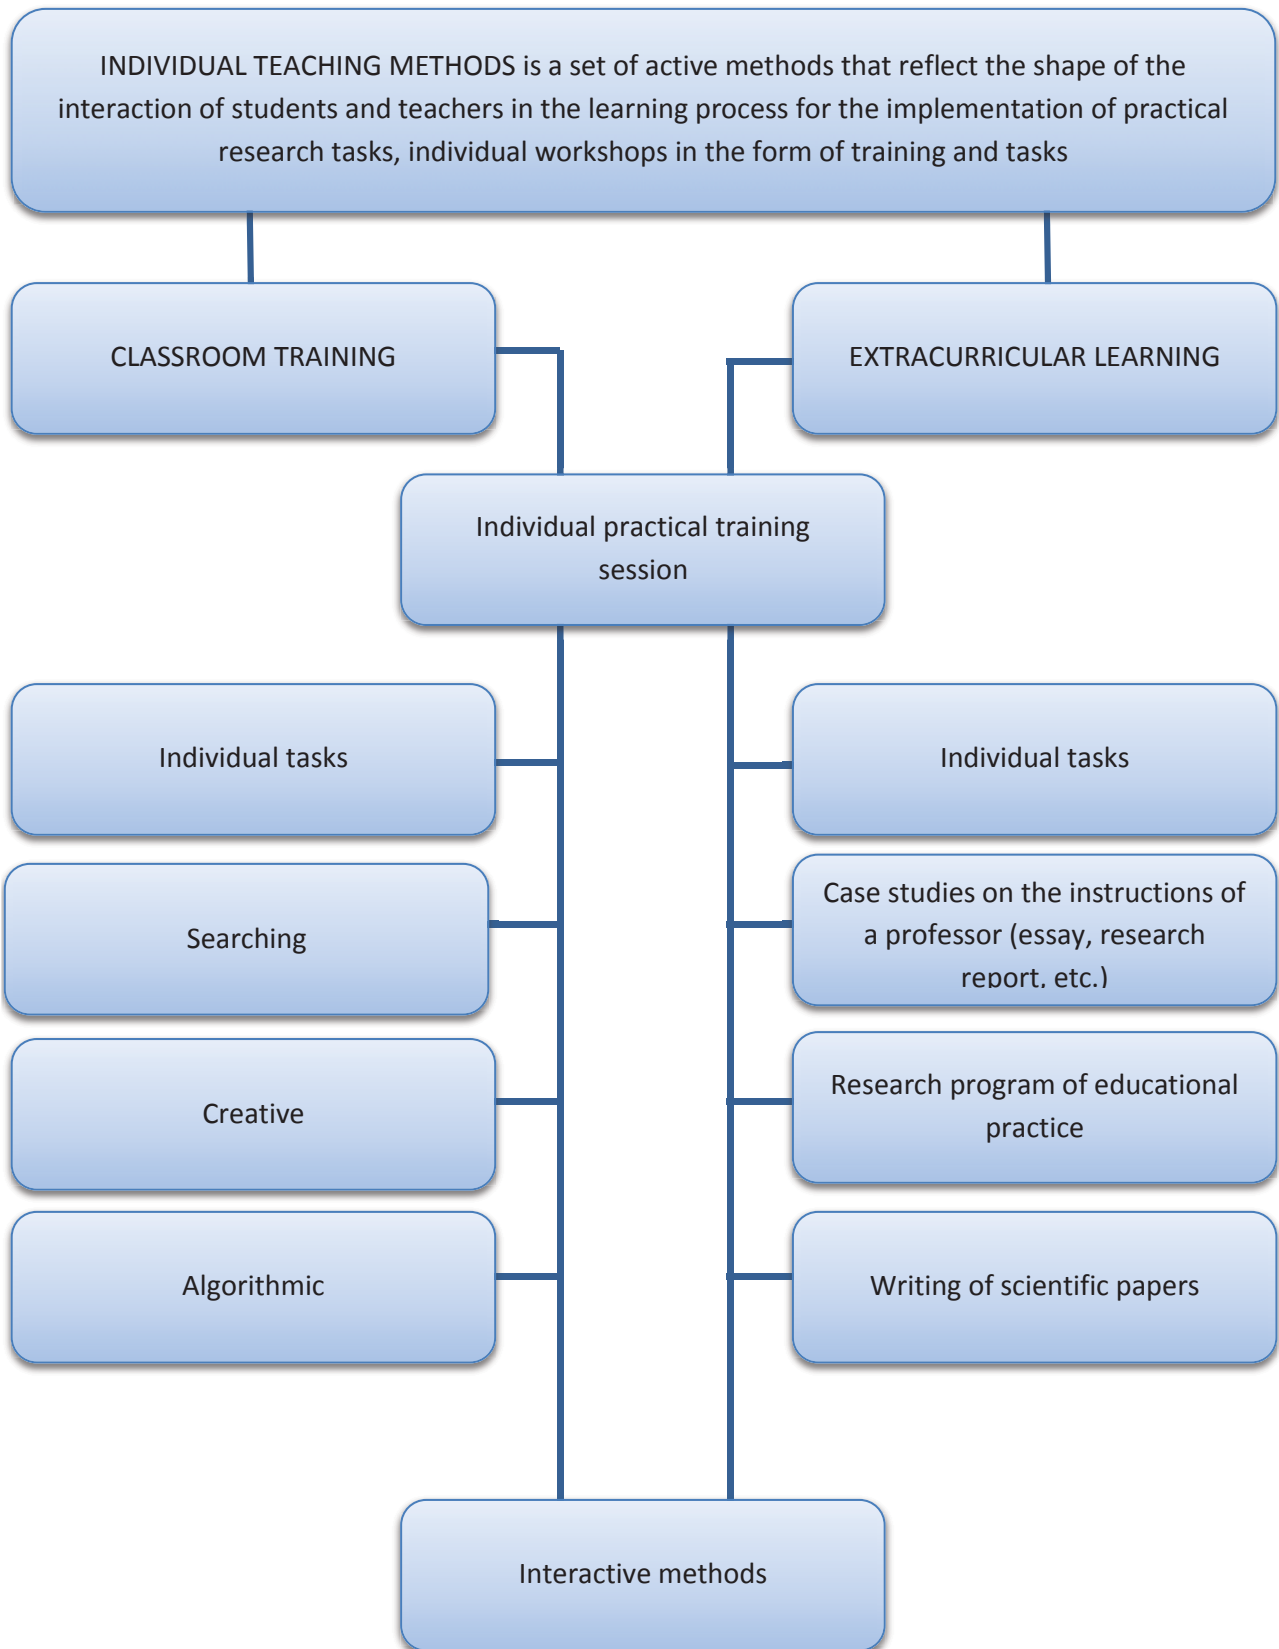 INDIVIDUAL TEACHING METHODS is a set of active methods that reflect the shape of the
interaction of students and teachers in the learning process for the implementation of practical
research tasks, individual workshops in the form of training and tasks
CLASSROOM TRAINING
EXTRACURRICULAR LEARNING
Individual practical training
session
Individual tasks
Individual tasks
Searching
Case studies on the instructions of
a professor (essay, research
report, etc.)
Creative
Research program of educational
practice
Algorithmic
Writing of scientific papers
Interactive methods